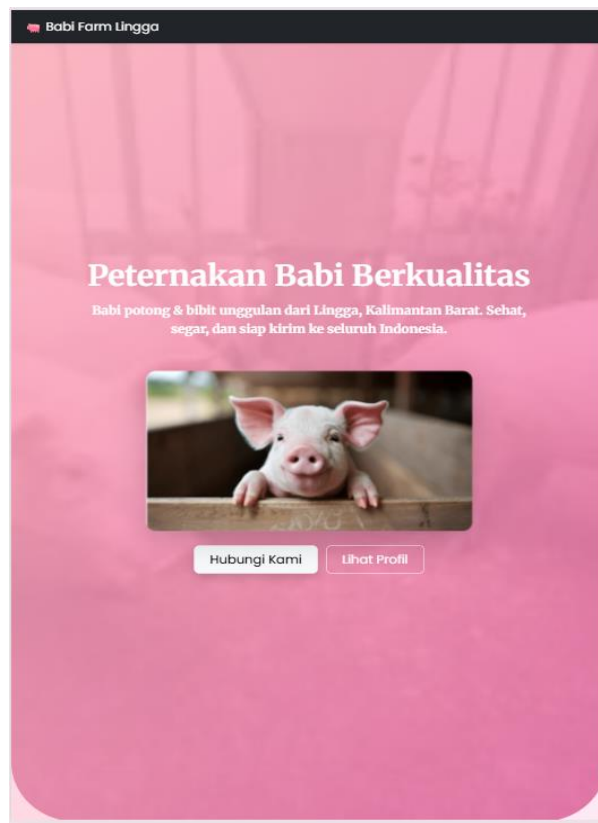 Babi Farm Lingga
Peternakan Babi Berkualitas
Babi potong & bibit unggulan dari Lingga, Kalimantan Barat. Sehat,
segar, dan siap kirim ke seluruh Indonesia.
Hubungi Kami
Lihat Profil